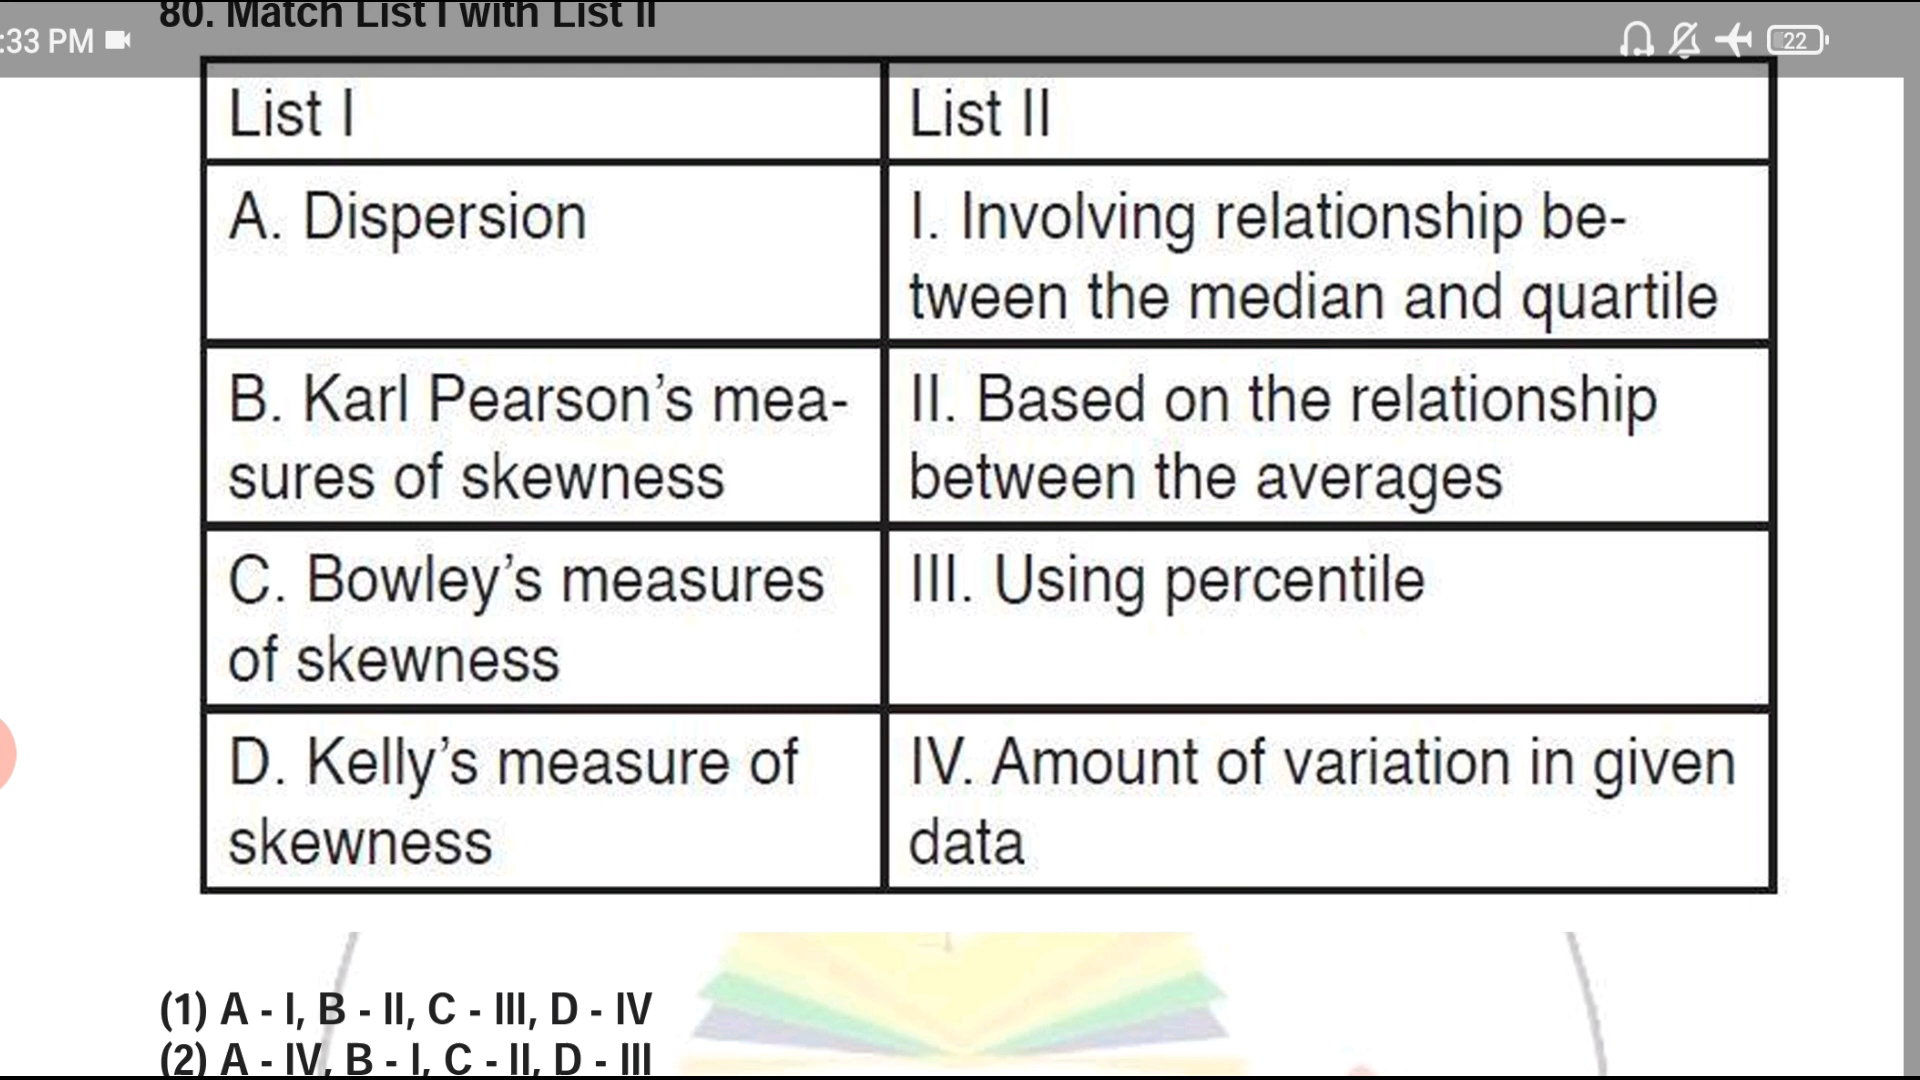 80. Match List I with List II
:33 PM
22
List I
List II
A. Dispersion
I. Involving relationship be-
tween the median and quartile
B. Karl Pearson's mea-
sures of skewness
II. Based on the relationship
between the averages
C. Bowley's measures
of skewness
III. Using percentile
D. Kelly's measure of
skewness
IV. Amount of variation in given
data
(1) A - I, B - II, C - III, D - IV
(2) A - IV, B - I, C - II, D - III